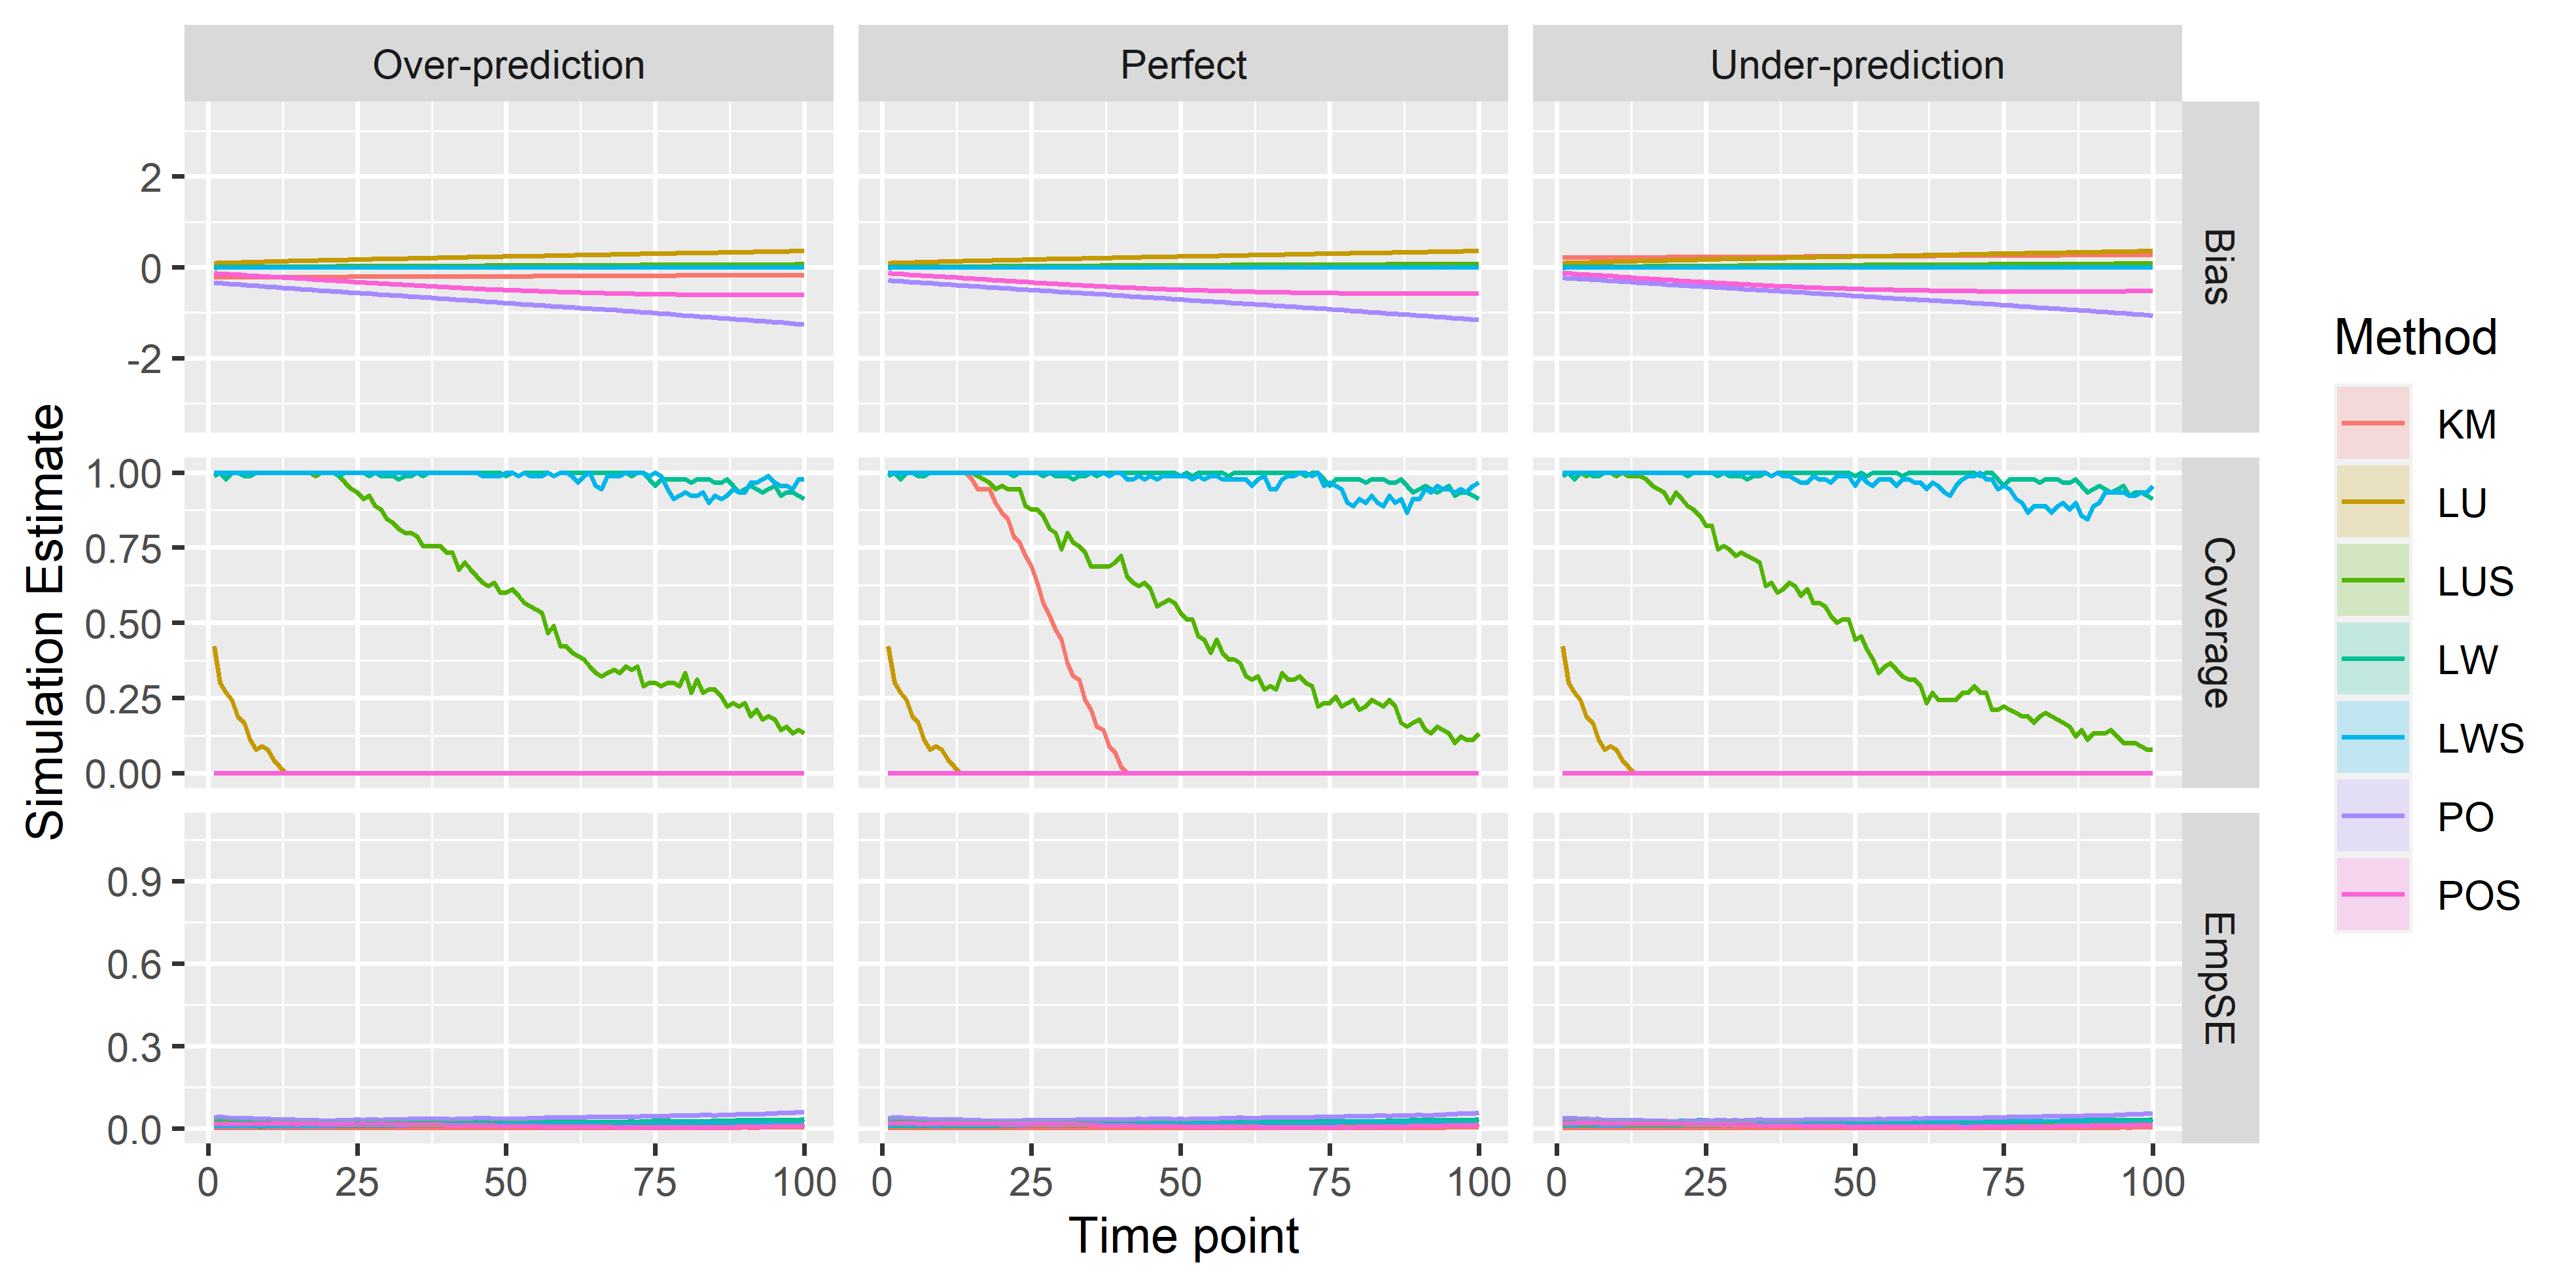 Over-prediction
Perfect
Under-prediction
2
0
-2
Bias
1.00
0.75
0.50
0.25
0.00
Coverage
0.9
0.6
0.3
0.0
EmpSE
0 25 50 75 100
0 25 50 75 100
0 25 50 75 100
Time point
Simulation Estimate
Method
KM
LU
LUS
LW
LWS
PO
POS